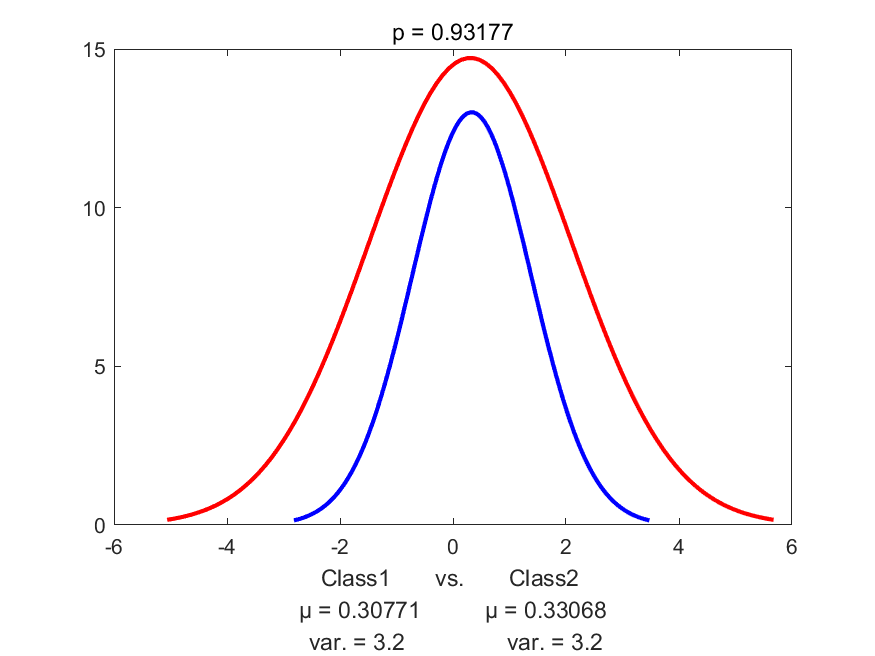 p = 0.93177
15
10
5
0
-6 -4 -2 0 2 4 6
Class1 vs. Class2
μ = 0.30771 μ = 0.33068
var. = 3.2 var. = 3.2